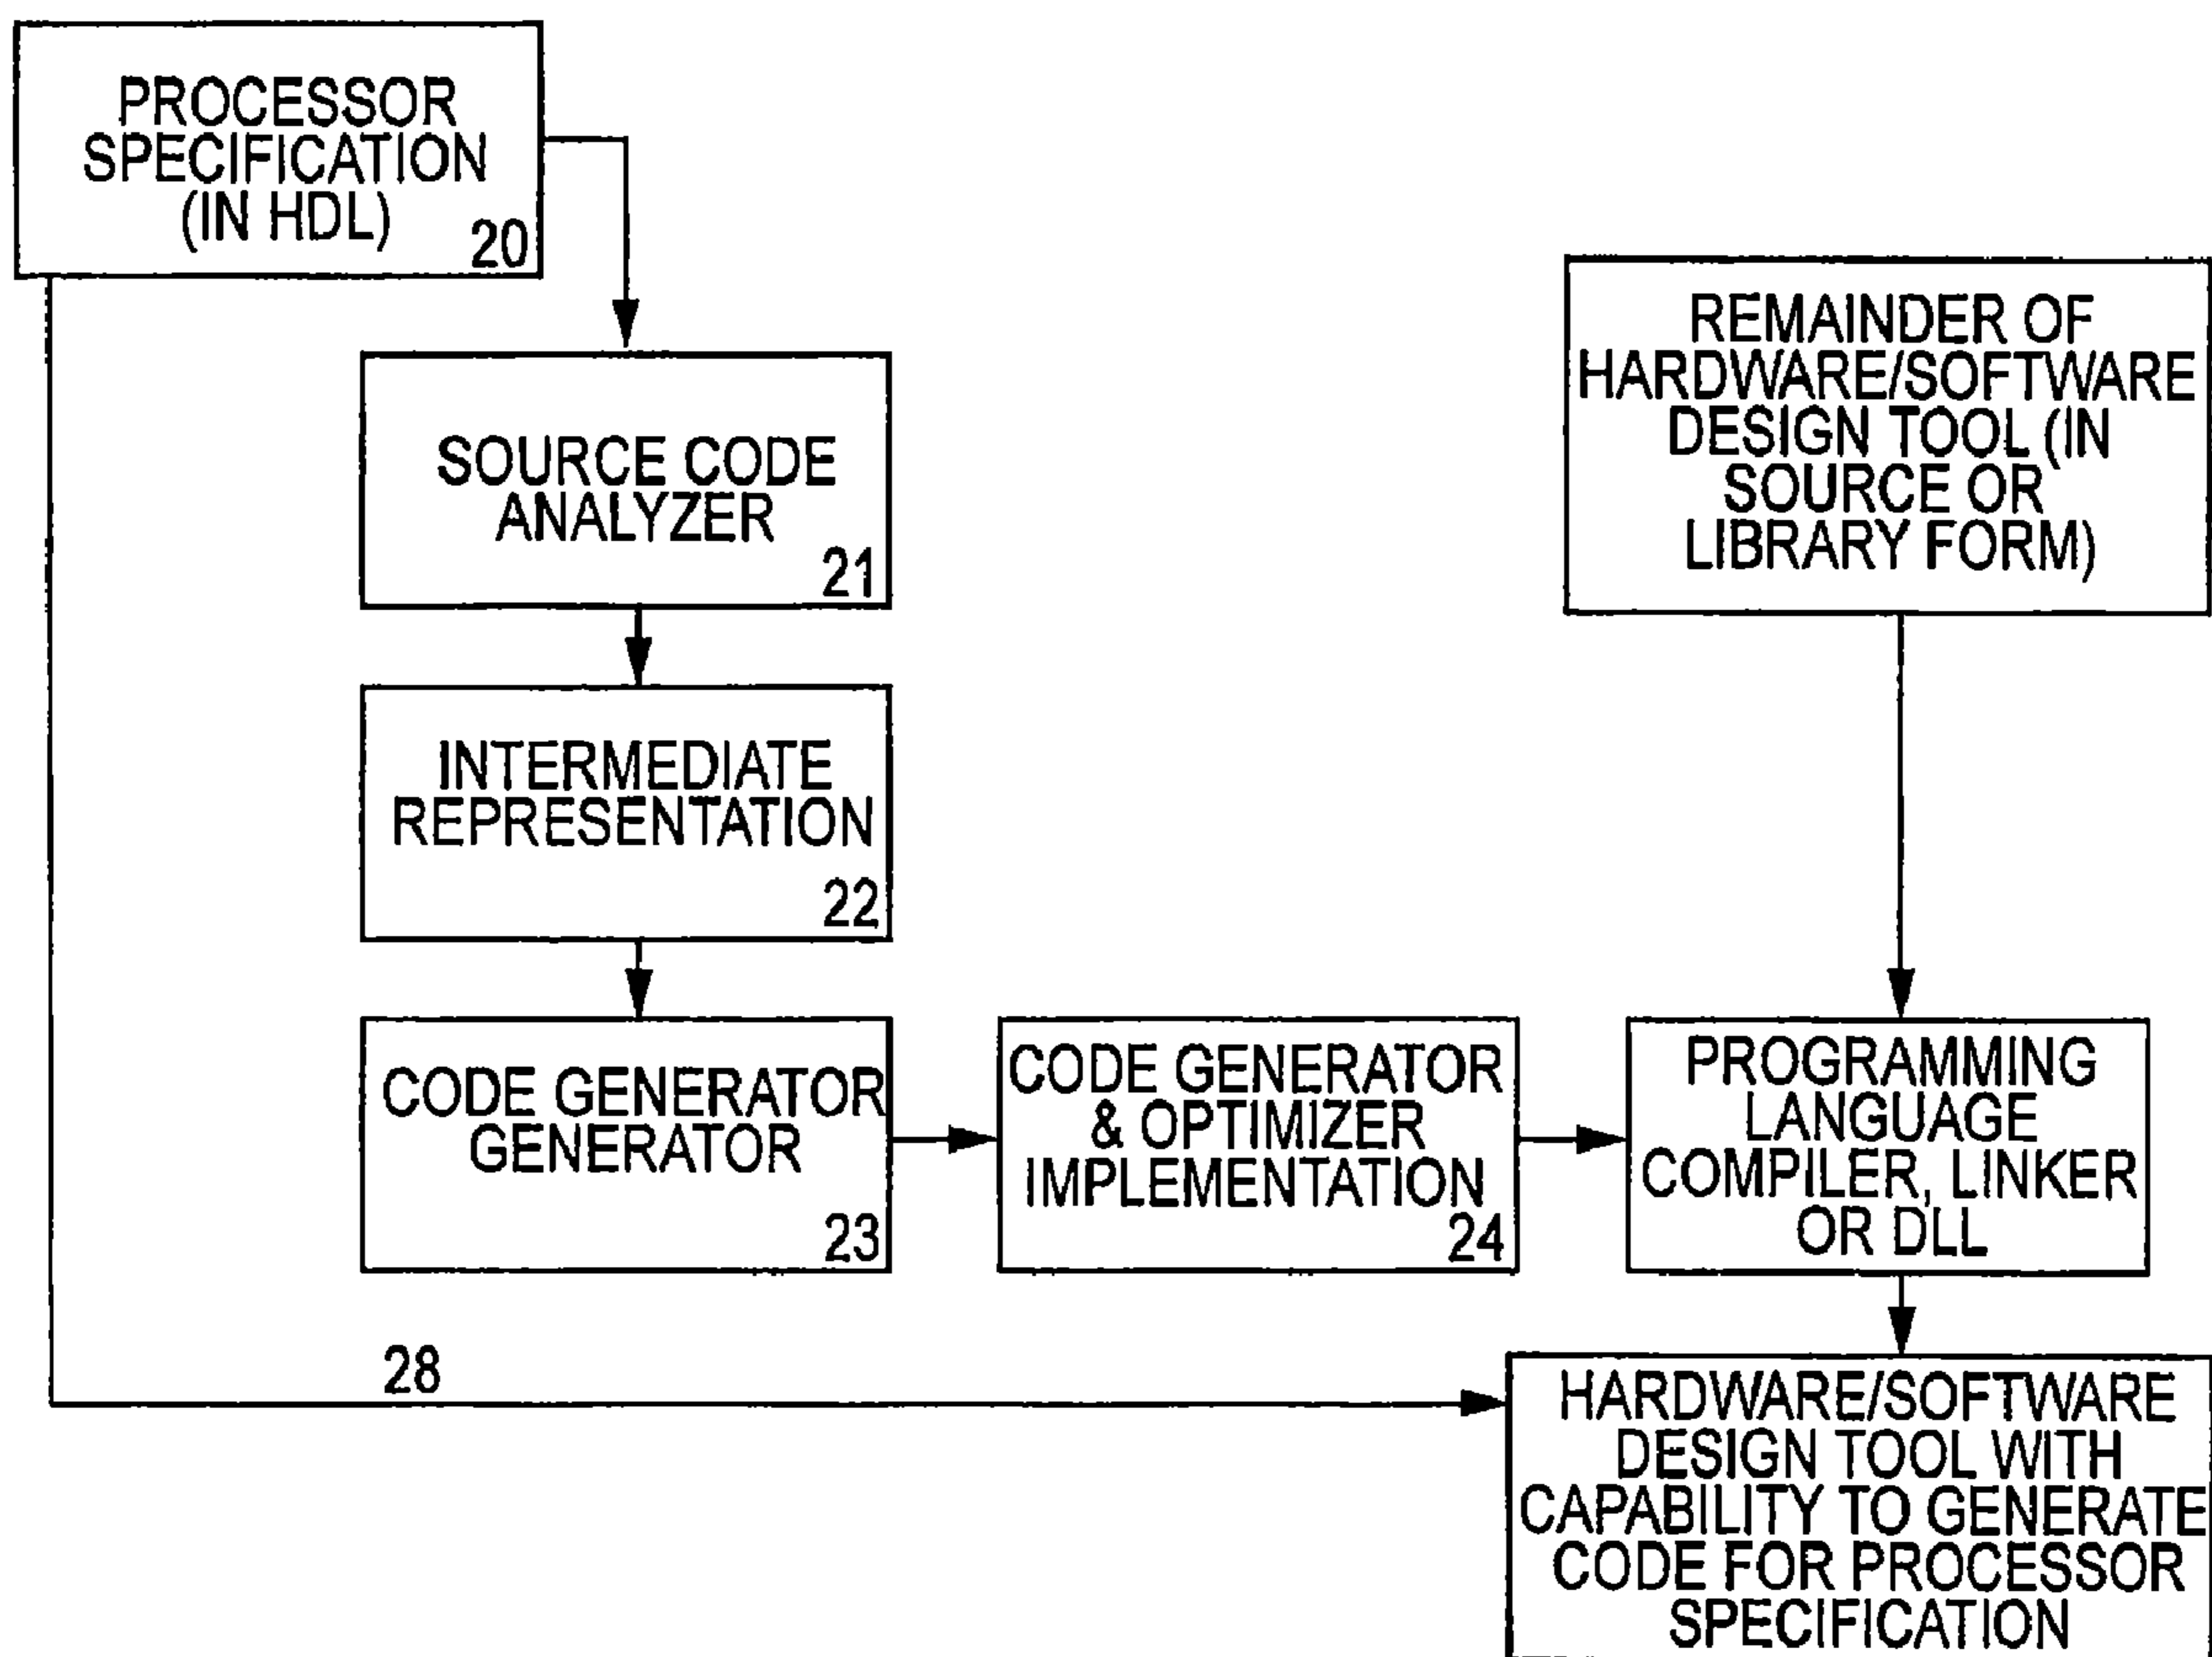 PROCESSOR
SPECIFICATION
(IN HDL)
20
SOURCE CODE
ANALYZER
21
INTERMEDIATE
REPRESENTATION
22
CODE GENERATOR
GENERATOR
23
CODE GENERATOR
& OPTIMIZER
IMPLEMENTATION
24
REMAINDER OF
HARDWARE/SOFTWARE
DESIGN TOOL (IN
SOURCE OR
LIBRARY FORM)
PROGRAMMING
LANGUAGE
COMPILER, LINKER
OR DLL
28
HARDWARE/SOFTWARE
DESIGN TOOL WITH
CAPABILITY TO GENERATE
CODE FOR PROCESSOR
SPECIFICATION